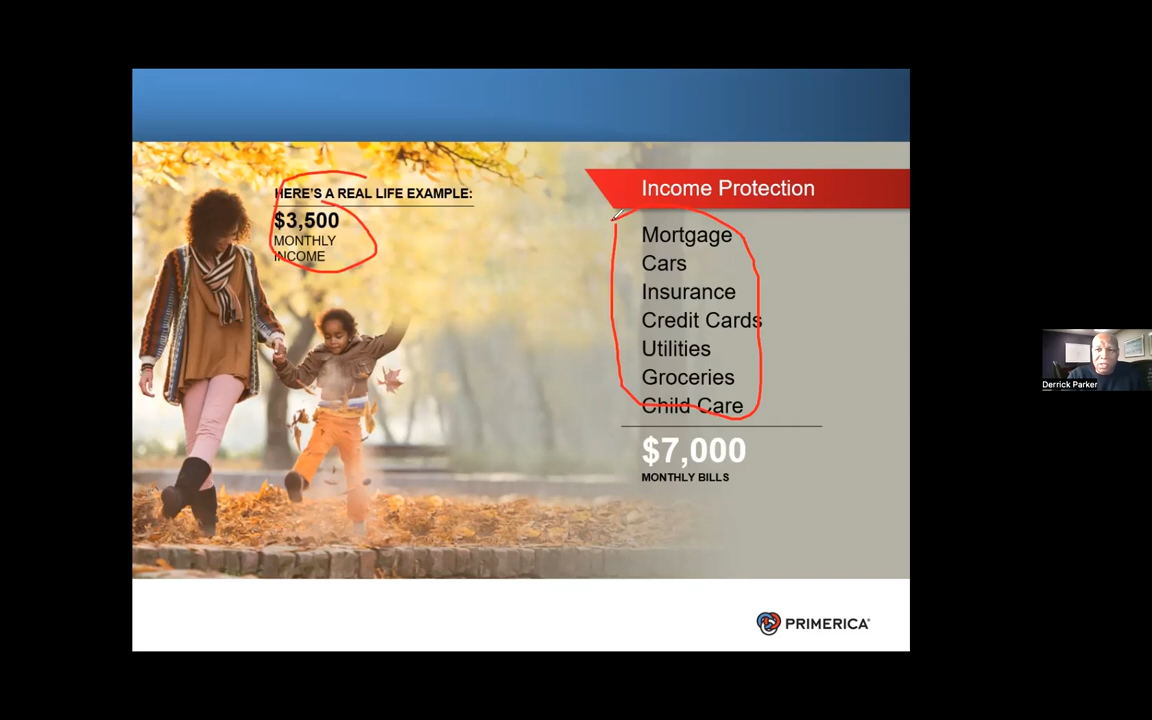 HERE'S A REAL LIFE EXAMPLE:
$3,500
MONTHLY
INCOME
Income Protection
Mortgage
Cars
Insurance
Credit Cards
Utilities
Groceries
Child Care
$7,000
MONTHLY BILLS
PRIMERICA®
Derrick Parker